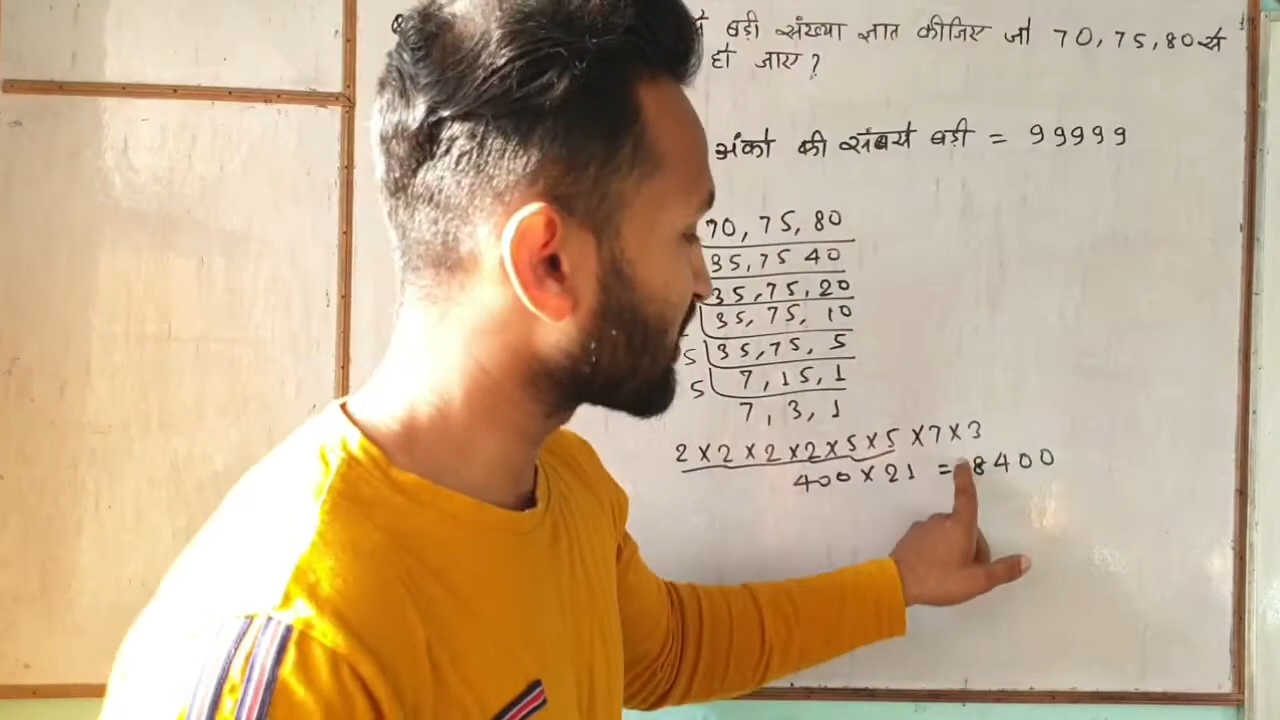 बड़ी संख्या ज्ञात कीजिए जो 70, 75, 80 से
हो जाए ?
अंको की सबसे बड़ी = 99999
70, 75, 80
35, 75 40
35, 75, 20
35, 75, 10
5 35, 75, 5
5 7, 15, 1
7, 3, 1
2 × 2 × 2 × 2 × 5 × 5 × 7 × 3
400 × 21 = 8400